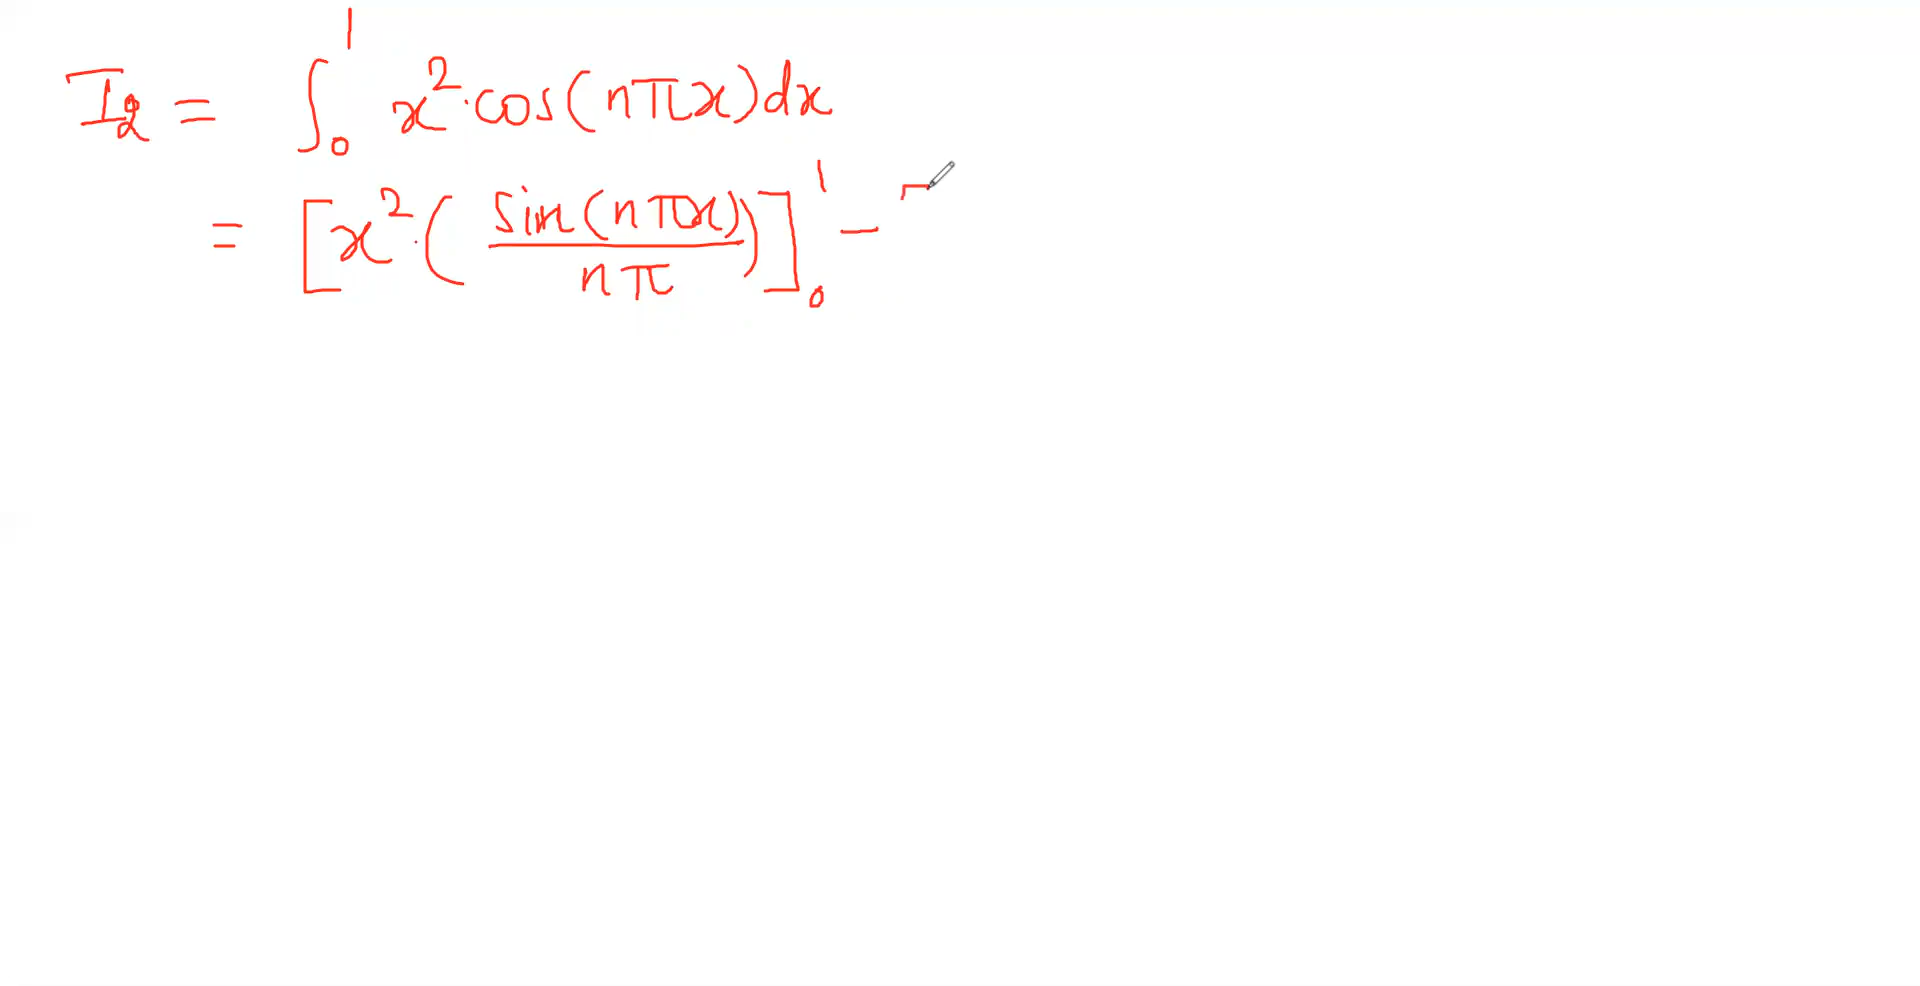 I₂ = ∫₀¹ x²·cos(nπx)dx
= [x²·(sin(nπx)/nπ)]₀¹ −